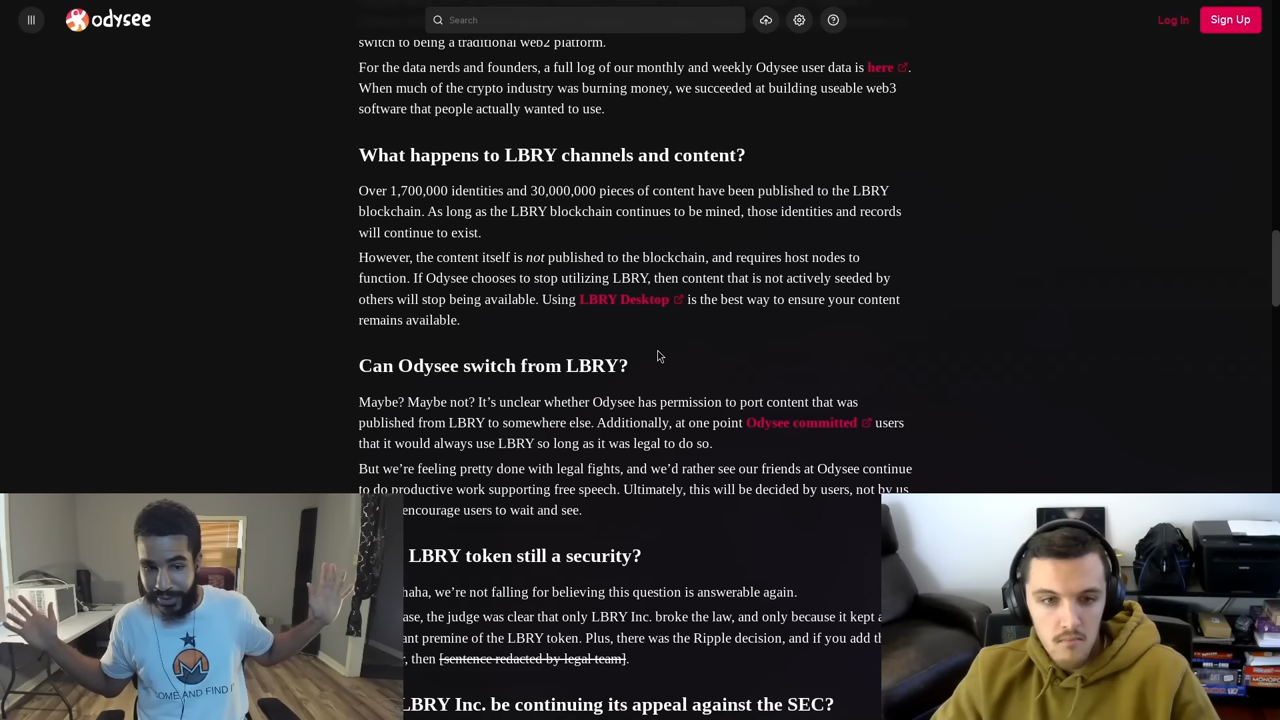 odysee
Search
Log In
Sign Up
switch to being a traditional web2 platform.
For the data nerds and founders, a full log of our monthly and weekly Odysee user data is here.
When much of the crypto industry was burning money, we succeeded at building useable web3
software that people actually wanted to use.
What happens to LBRY channels and content?
Over 1,700,000 identities and 30,000,000 pieces of content have been published to the LBRY
blockchain. As long as the LBRY blockchain continues to be mined, those identities and records
will continue to exist.
However, the content itself is not published to the blockchain, and requires host nodes to
function. If Odysee chooses to stop utilizing LBRY, then content that is not actively seeded by
others will stop being available. Using LBRY Desktop is the best way to ensure your content
remains available.
Can Odysee switch from LBRY?
Maybe? Maybe not? It’s unclear whether Odysee has permission to port content that was
published from LBRY to somewhere else. Additionally, at one point Odysee committed users
that it would always use LBRY so long as it was legal to do so.
But we’re feeling pretty done with legal fights, and we’d rather see our friends at Odysee continue
to do productive work supporting free speech. Ultimately, this will be decided by users, not by us
encourage users to wait and see.
LBRY token still a security?
haha, we’re not falling for believing this question is answerable again.
ase, the judge was clear that only LBRY Inc. broke the law, and only because it kept a
ant premine of the LBRY token. Plus, there was the Ripple decision, and if you add th
, then [sentence redacted by legal team].
LBRY Inc. be continuing its appeal against the SEC?
OME AND FIND I